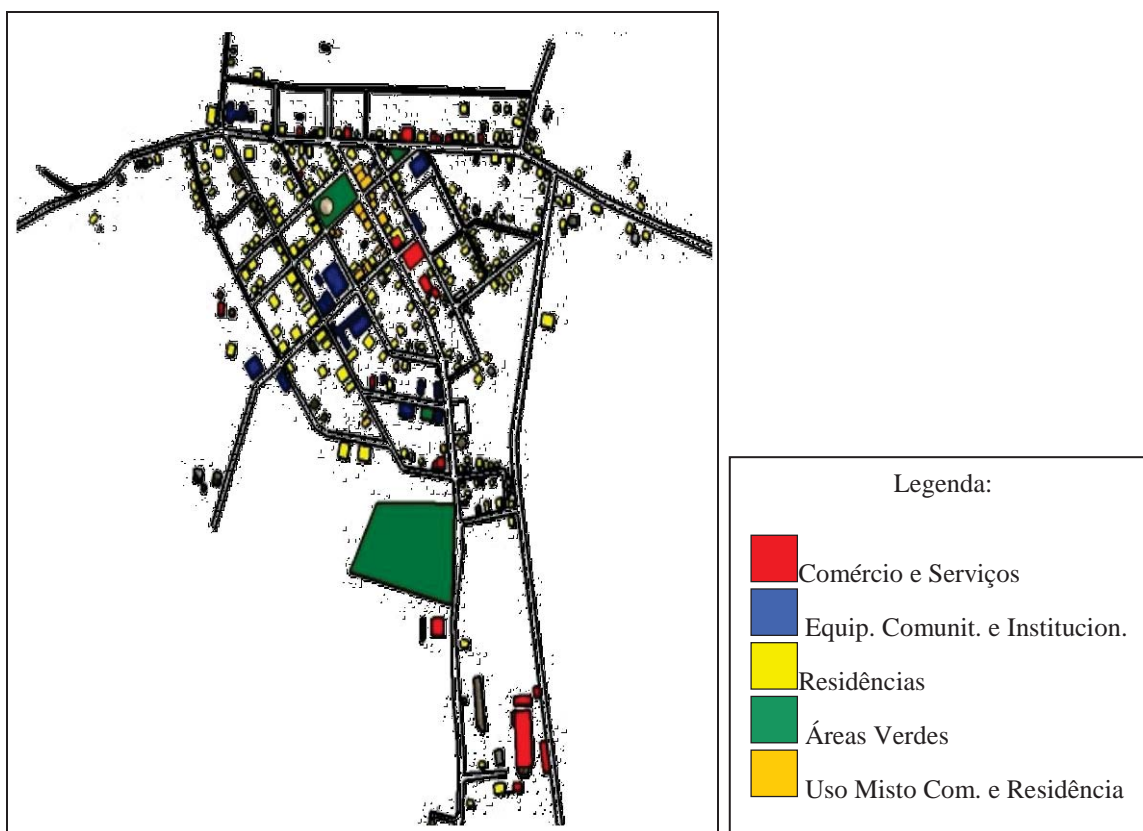 Legenda:
Comércio e Serviços
Equip. Comunit. e Institucion.
Residências
Áreas Verdes
Uso Misto Com. e Residência